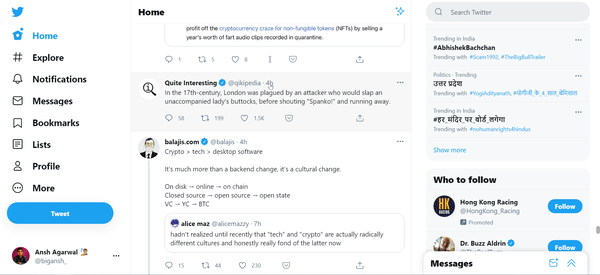 Home
profit off the cryptocurrency craze for non-fungible tokens (NFTs) by selling a
year's worth of fart audio clips recorded in quarantine.
1
5
8
Quite Interesting @qikipedia · 4h
In the 17th-century, London was plagued by an attacker who would slap an
unaccompanied lady's buttocks, before shouting "Spanko!" and running away.
58
199
1.5K
balajis.com @balajis · 4h
Crypto > tech > desktop software
It's much more than a backend change, it's a cultural change.
On disk → online → on chain
Closed source → open source → open state
VC → YC → BTC
alice maz @alicemazzy · 7h
hadn't realized until recently that "tech" and "crypto" are actually radically
different cultures and honestly really fond of the latter now
15
44
230
Home
Explore
Notifications
Messages
Bookmarks
Lists
Profile
More
Tweet
Ansh Agarwal
@bigansh_
Search Twitter
Trending in India
#AbhishekBachchan
Trending with #Scam1992, #TheBigBullTrailer
Politics · Trending
उत्तर प्रदेश
Trending with #YogiAdityanath, #योगीजी_के_4_साल_बेमिसाल
Trending in India
#हर_मंदिर_पर_बोर्ड_लगेगा
Trending with #nohumanrights4hindus
Show more
Who to follow
Hong Kong Racing
@HongKong_Racing
Promoted
Follow
Dr. Buzz Aldrin
Follow
Messages